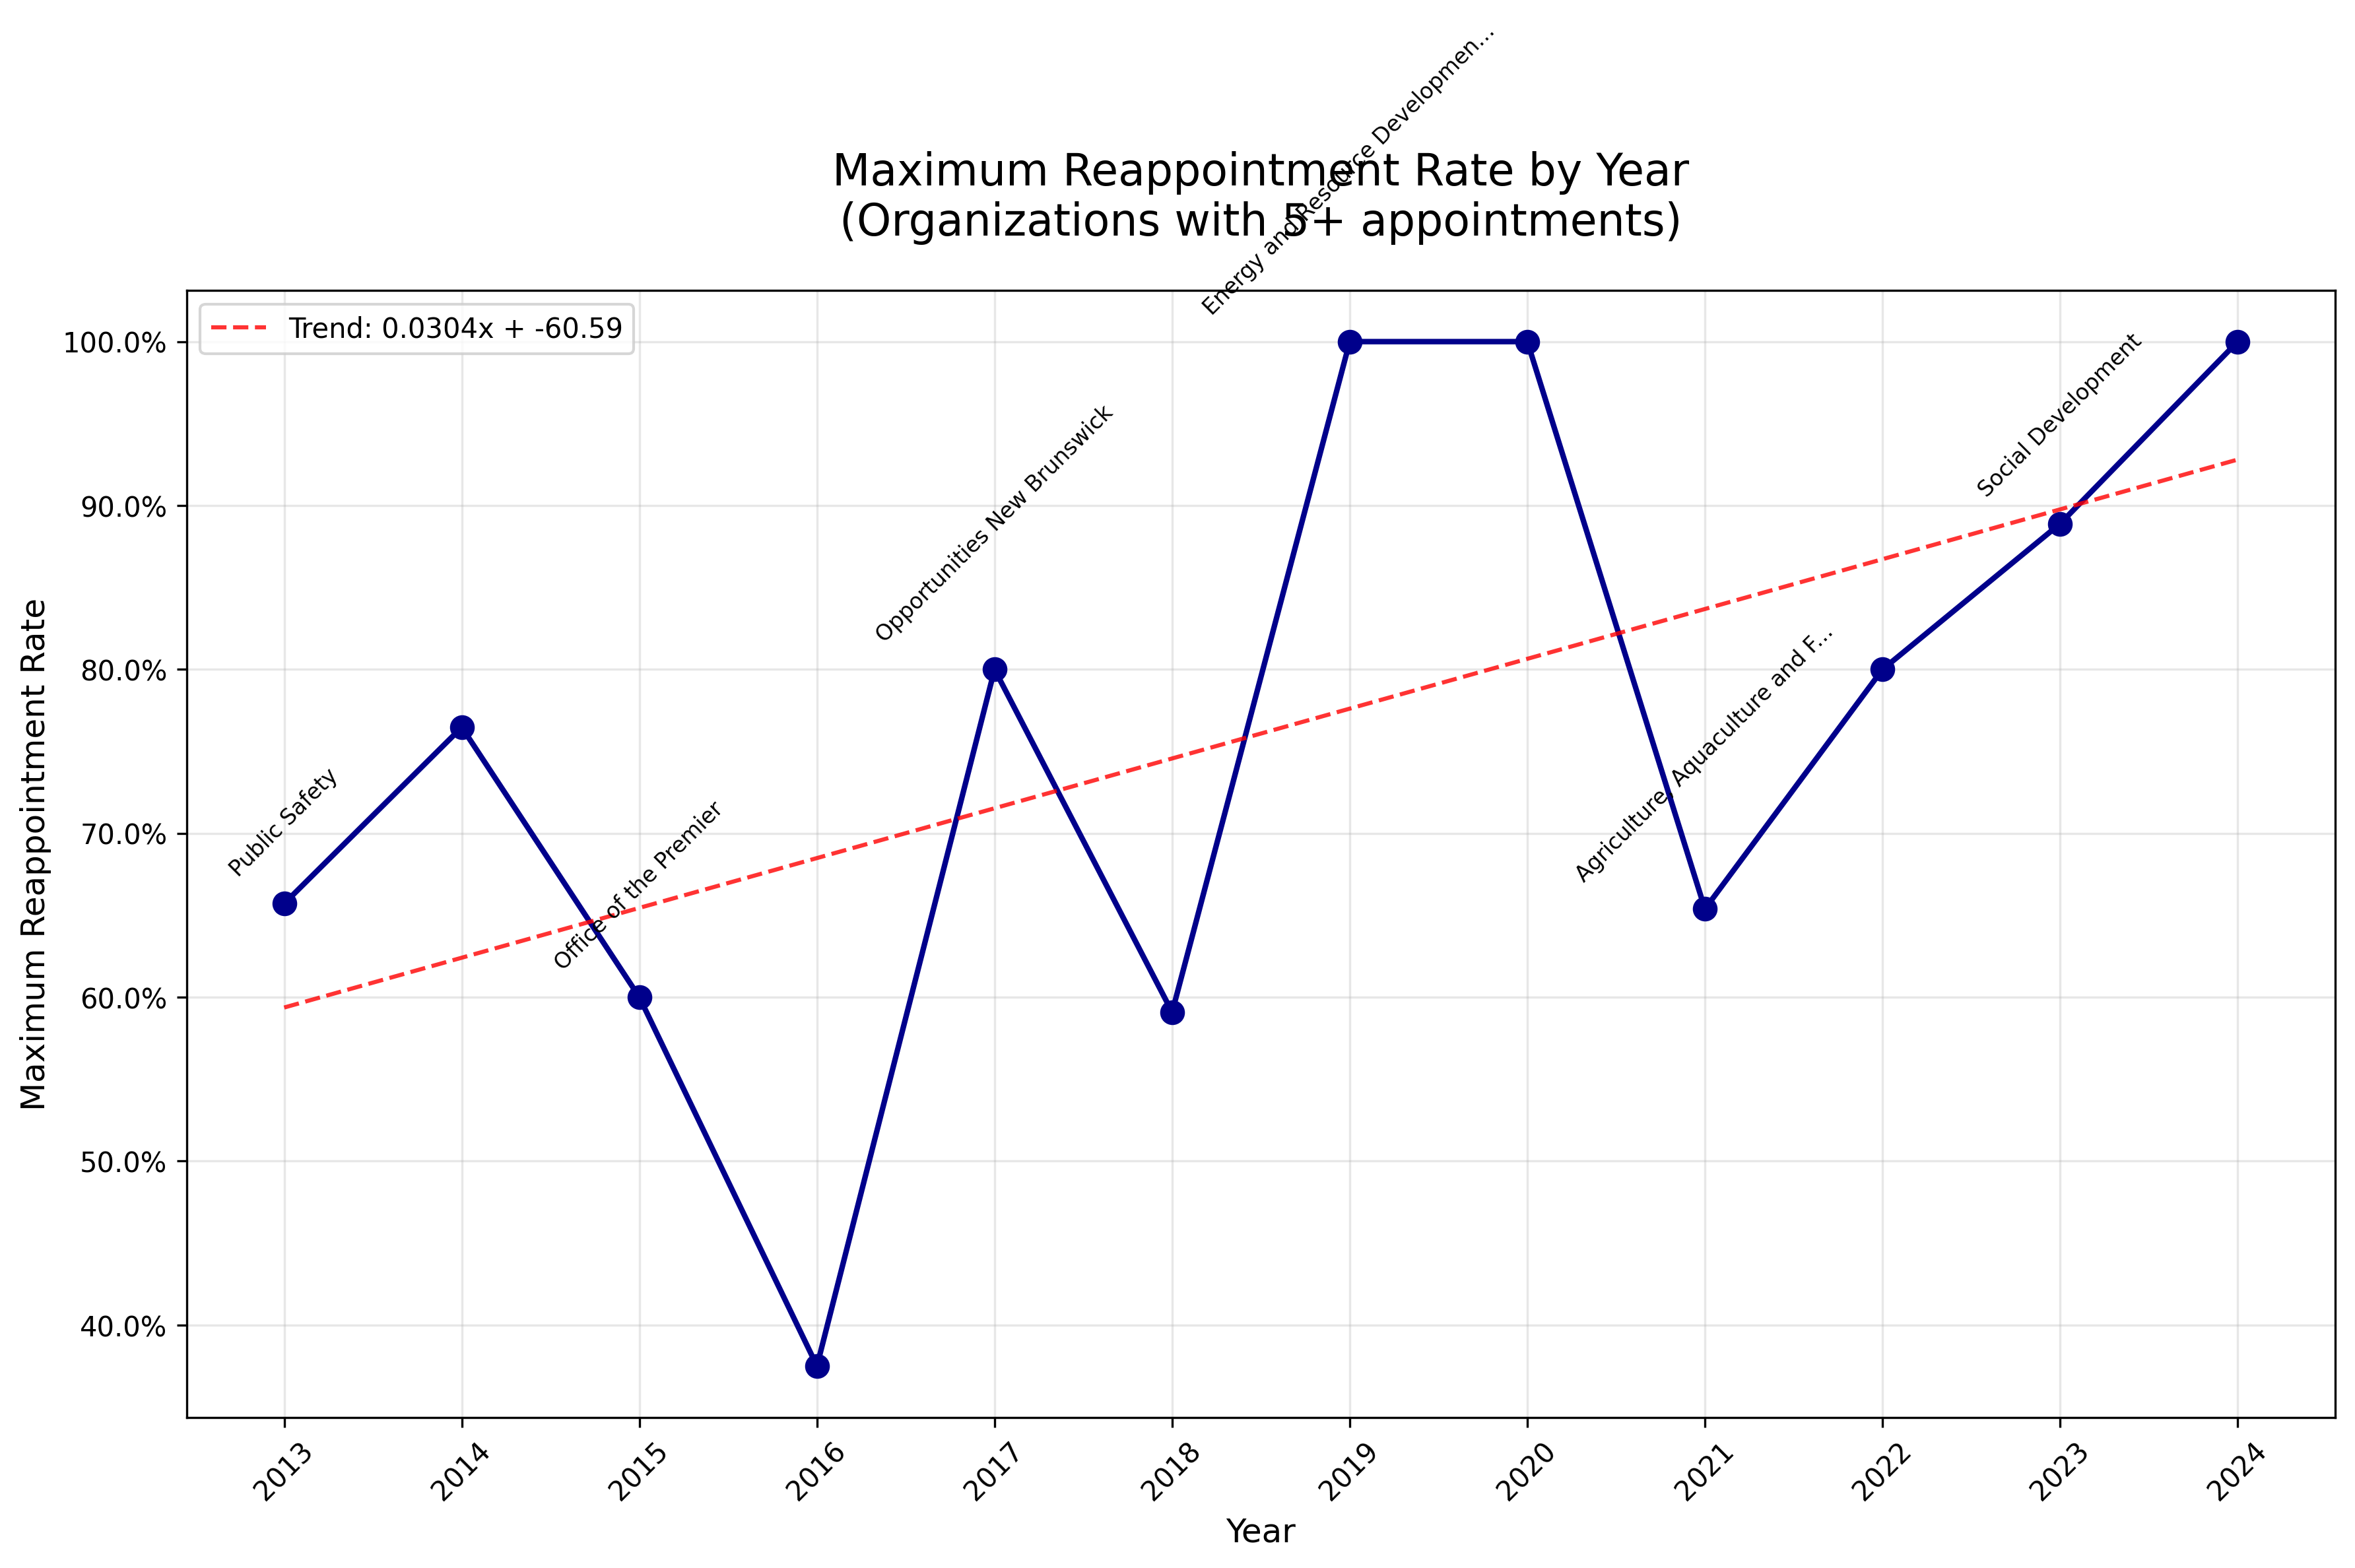 Energy and Resource Developmen...
Maximum Reappointment Rate by Year
(Organizations with 5+ appointments)
Trend: 0.0304x + -60.59
Maximum Reappointment Rate
100.0%
90.0%
80.0%
70.0%
60.0%
50.0%
40.0%
Public Safety
Office of the Premier
Opportunities New Brunswick
Agriculture, Aquaculture and F...
Social Development
2013
2014
2015
2016
2017
2018
2019
2020
2021
2022
2023
2024
Year